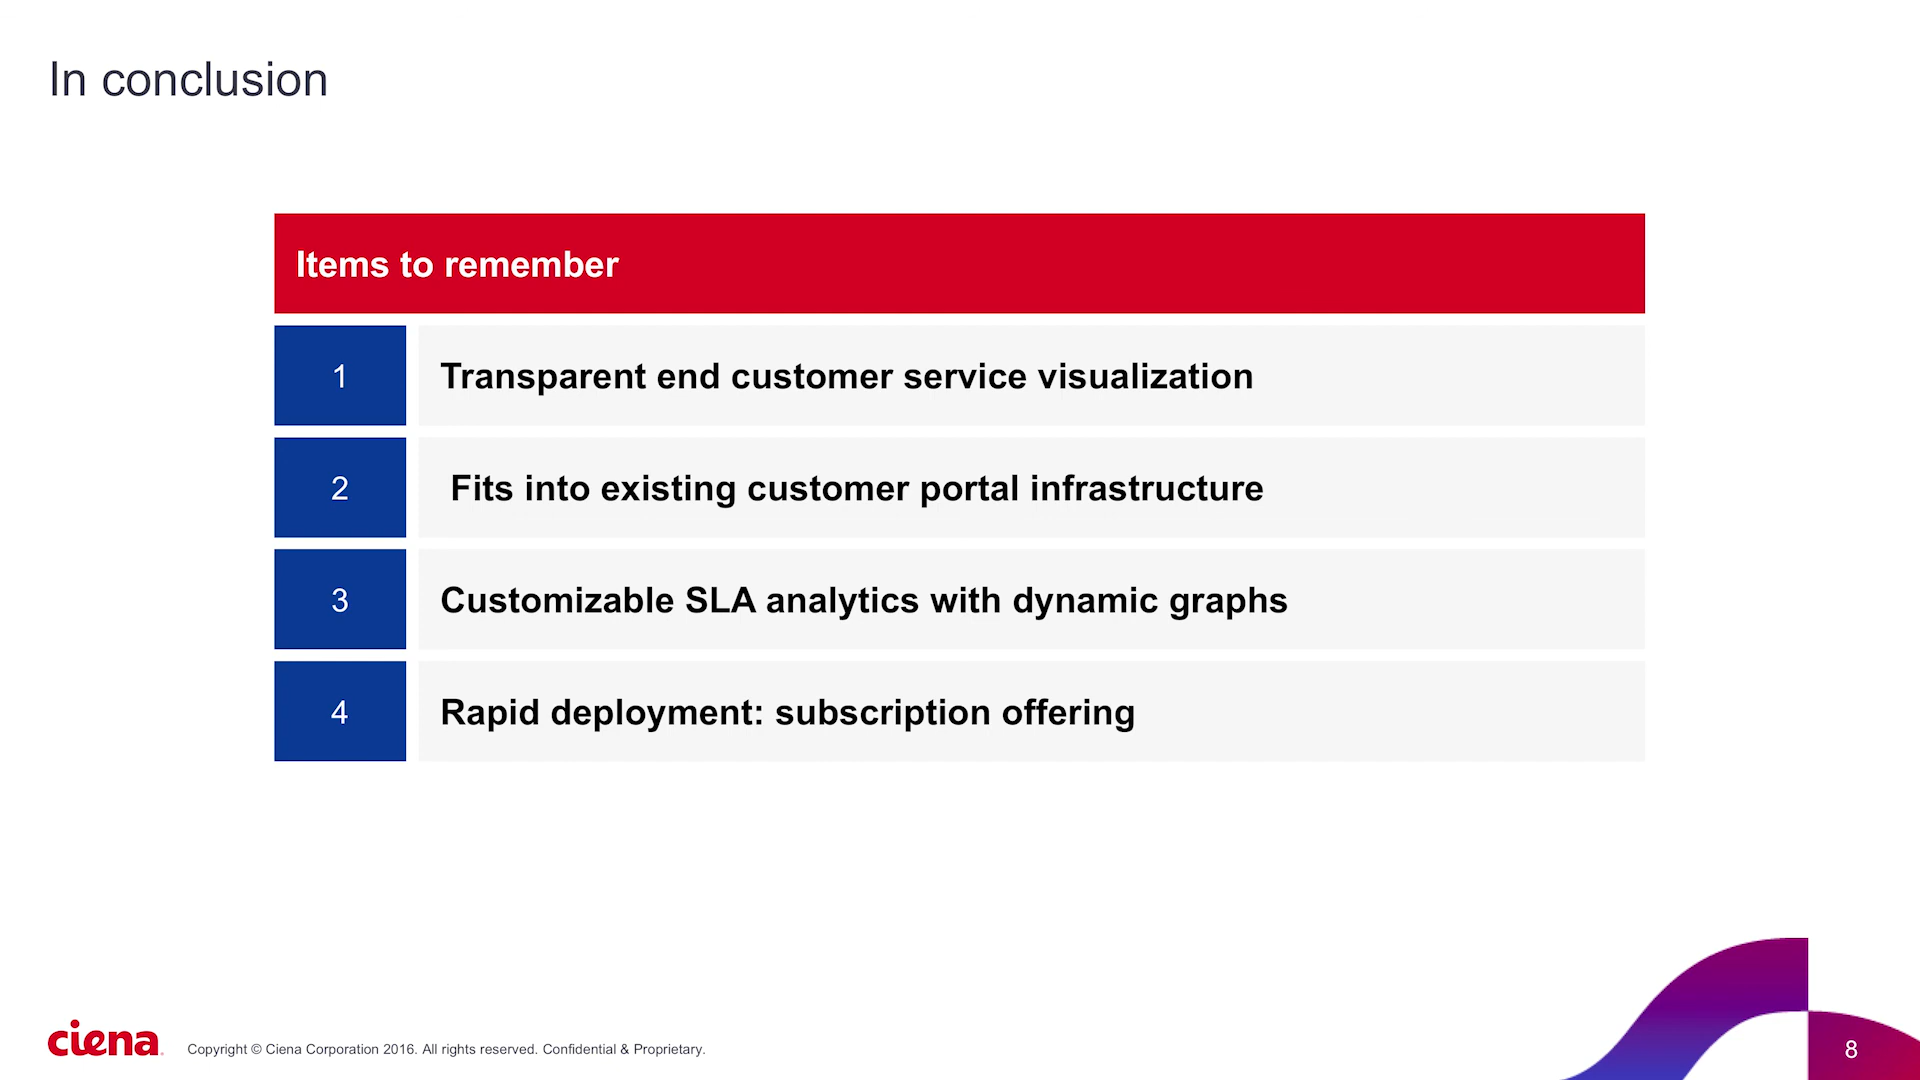 In conclusion
Items to remember
1
Transparent end customer service visualization
2
Fits into existing customer portal infrastructure
3
Customizable SLA analytics with dynamic graphs
4
Rapid deployment: subscription offering
ciena
Copyright © Ciena Corporation 2016. All rights reserved. Confidential & Proprietary.
8